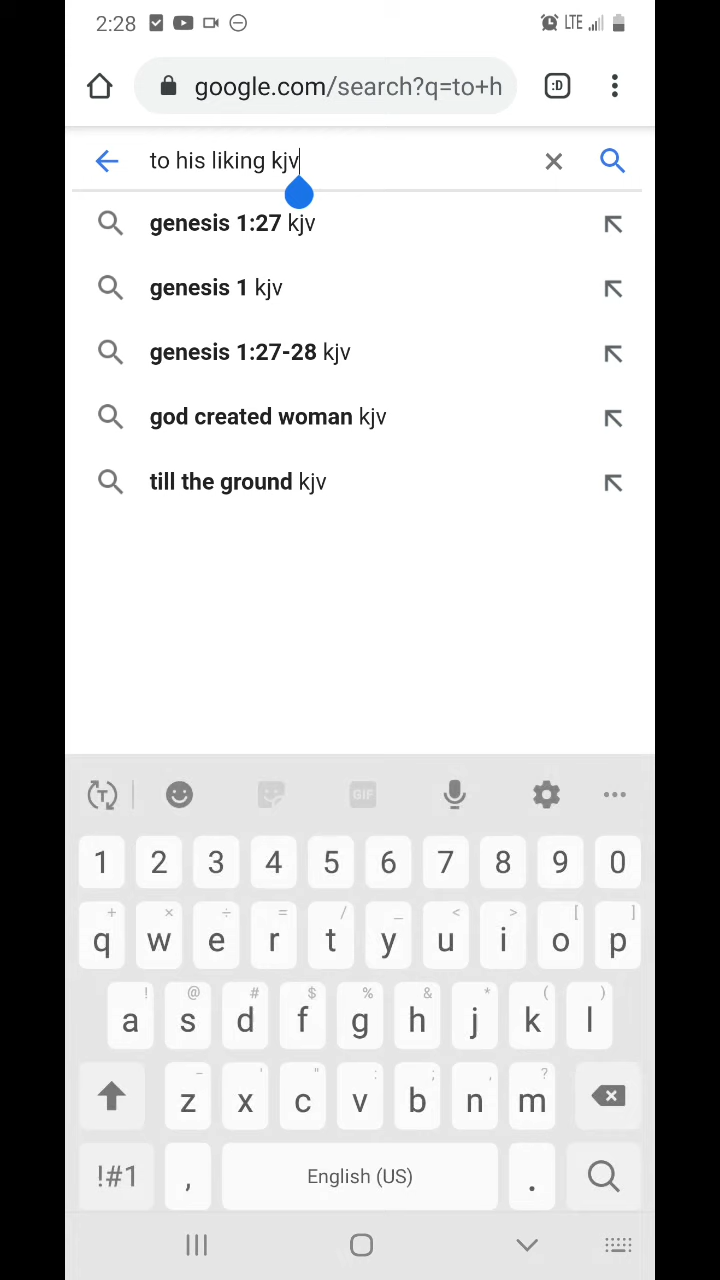 2:28 LTE
google.com/search?q=to+h :D
to his liking kjv
genesis 1:27 kjv
genesis 1 kjv
genesis 1:27-28 kjv
god created woman kjv
till the ground kjv
T GIF
1 2 3 4 5 6 7 8 9 0
+ × ÷ = / _ < > [ ]
q w e r t y u i o p
! @ # $ % & * ( )
a s d f g h j k l
- ' " : ; , ?
z x c v b n m
!#1 , English (US) .